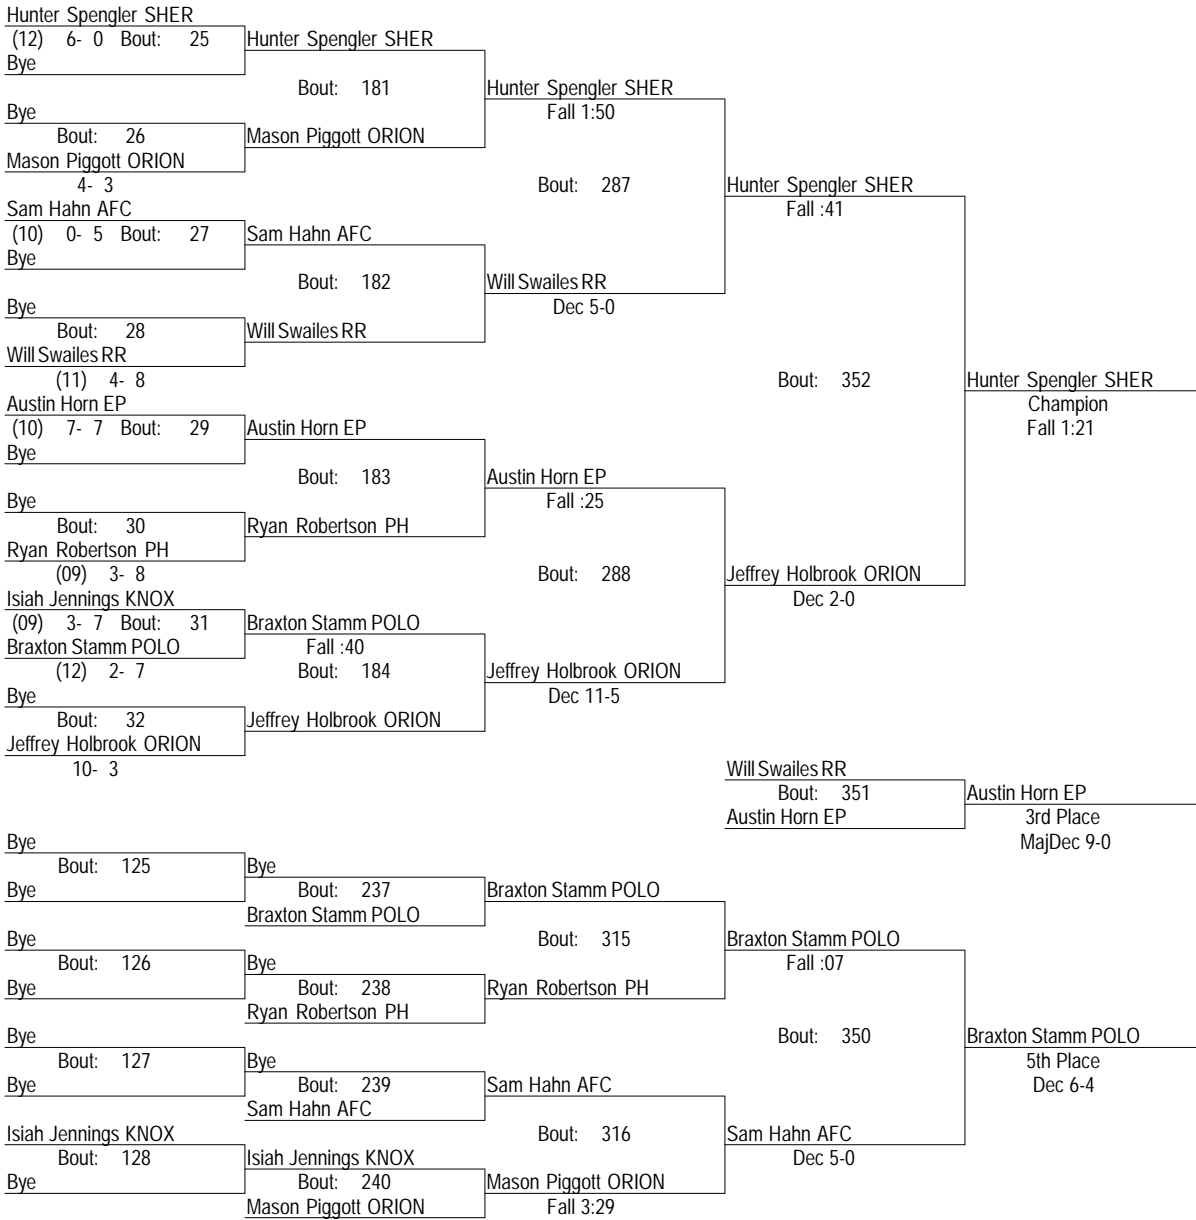 Hunter Spengler SHER
(12) 6- 0 Bout: 25 Hunter Spengler SHER
Bye
Bout: 181 Hunter Spengler SHER
Bye Fall 1:50
Bout: 26 Mason Piggott ORION
Mason Piggott ORION
4- 3 Bout: 287 Hunter Spengler SHER
Sam Hahn AFC Fall :41
(10) 0- 5 Bout: 27 Sam Hahn AFC
Bye
Bout: 182 Will Swailes RR
Bye Dec 5-0
Bout: 28 Will Swailes RR
Will Swailes RR
(11) 4- 8 Bout: 352 Hunter Spengler SHER
Austin Horn EP Champion
(10) 7- 7 Bout: 29 Austin Horn EP Fall 1:21
Bye
Bout: 183 Austin Horn EP
Bye Fall :25
Bout: 30 Ryan Robertson PH
Ryan Robertson PH
(09) 3- 8 Bout: 288 Jeffrey Holbrook ORION
Isiah Jennings KNOX Dec 2-0
(09) 3- 7 Bout: 31 Braxton Stamm POLO
Braxton Stamm POLO Fall :40
(12) 2- 7 Bout: 184 Jeffrey Holbrook ORION
Bye Dec 11-5
Bout: 32 Jeffrey Holbrook ORION
Jeffrey Holbrook ORION
10- 3 Will Swailes RR
Bout: 351 Austin Horn EP
Austin Horn EP 3rd Place
Bye MajDec 9-0
Bout: 125 Bye
Bye Bout: 237 Braxton Stamm POLO
Braxton Stamm POLO
Bye Bout: 315 Braxton Stamm POLO
Bout: 126 Bye Fall :07
Bye Bout: 238 Ryan Robertson PH
Ryan Robertson PH
Bye Bout: 350 Braxton Stamm POLO
Bout: 127 Bye 5th Place
Bye Bout: 239 Sam Hahn AFC Dec 6-4
Sam Hahn AFC
Isiah Jennings KNOX Bout: 316 Sam Hahn AFC
Bout: 128 Isiah Jennings KNOX Dec 5-0
Bye Bout: 240 Mason Piggott ORION
Mason Piggott ORION Fall 3:29